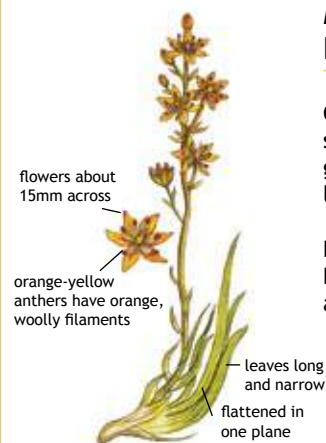 flowers about
15mm across
orange-yellow
anthers have orange,
woolly filaments
leaves long
and narrow
flattened in
one plane